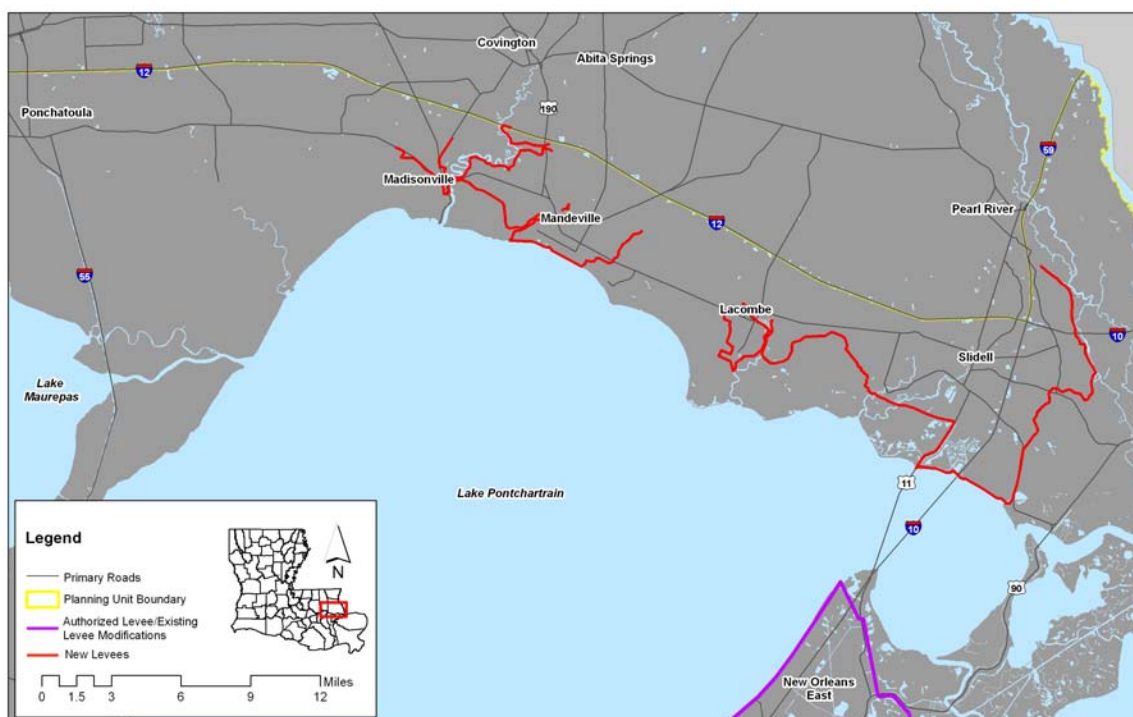 Covington
Abita Springs
12
190
Ponchatoula
59
Madisonville
Pearl River
Mandeville
12
55
Lacombe
10
Slidell
Lake
Maurepas
11
Lake Pontchartrain
10
90
New Orleans
East
Legend
N
Primary Roads
Planning Unit Boundary
Authorized Levee/Existing
Levee Modifications
New Levees
Miles
0 1.5 3 6 9 12